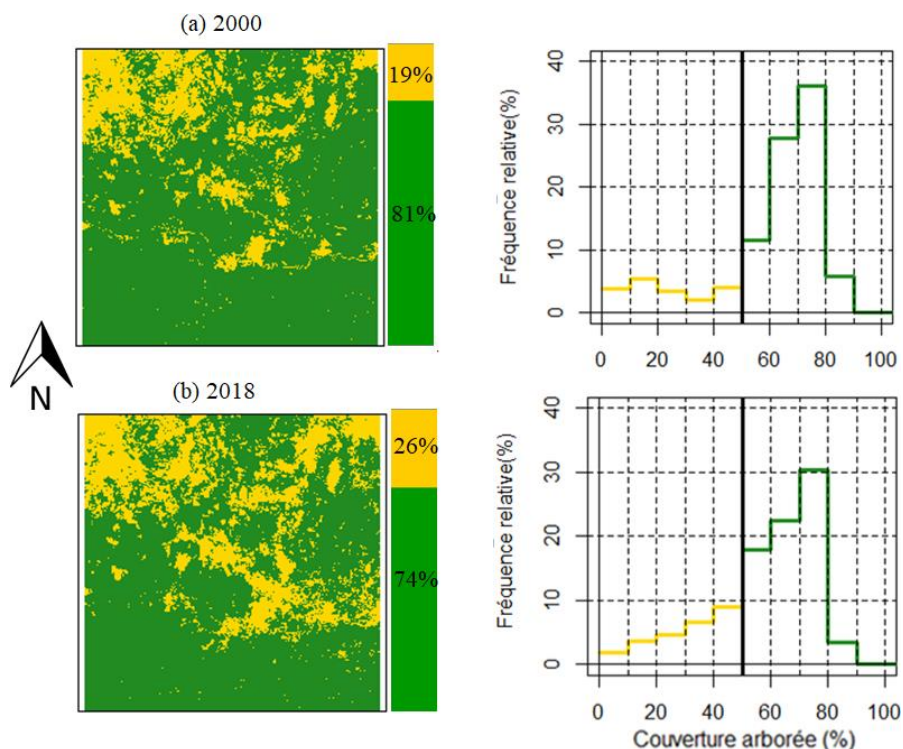 (a) 2000
19%
81%
Fréquence relative(%)
40
30
20
10
0
0 20 40 60 80 100
N
(b) 2018
26%
74%
Fréquence relative(%)
40
30
20
10
0
0 20 40 60 80 100
Couverture arborée (%)